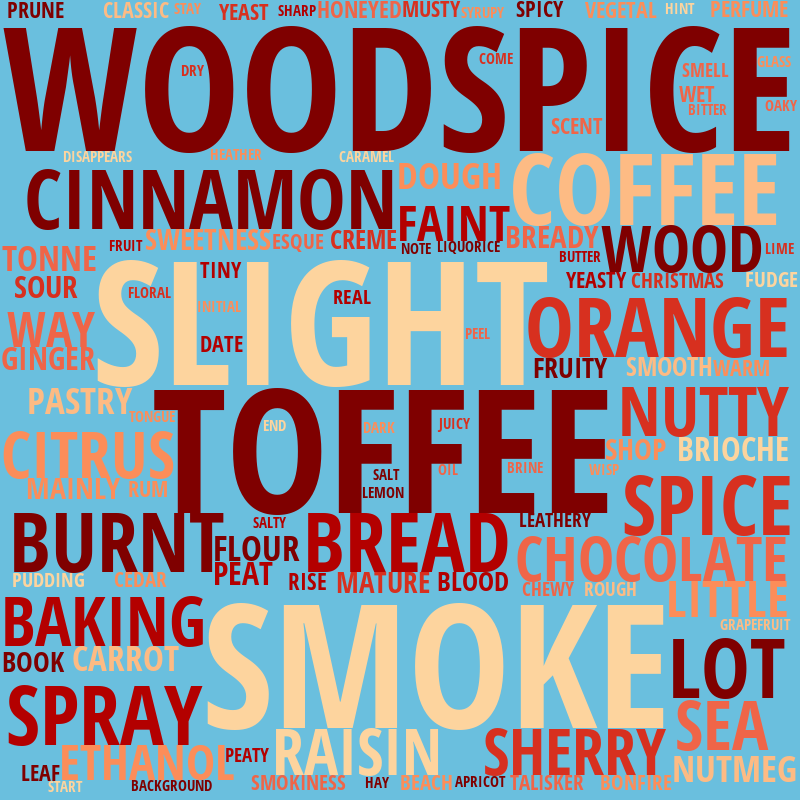 PRUNE CLASSIC STAY YEAST SHARP HONEYED MUSTY SYRUPY SPICY VEGETAL HINT PERFUME
WOODSPICE
COME
DRY
SMELL
GLASS
WET
BITTER
OAKY
SCENT
DISAPPEARS HEATHER CARAMEL
CINNAMON
DOUGH
COFFEE
FAINT
FRUIT SWEETNESS ESQUE CREME NOTE LIQUORICE BREADY BUTTER WOOD LIME
TONNE
SOUR
SLIGHT
TINY
FLORAL
INITIAL
REAL
DATE
PEEL
YEASTY CHRISTMAS FUDGE
ORANGE
WAY
GINGER
FRUITY SMOOTH WARM
PASTRY
TONGUE
TOFFEE
END
DARK
JUICY
SALT
LEMON
OIL
BRINE
WISP
NUTTY
SHOP BRIOCHE
CITRUS
MAINLY RUM
SPICE
BURNT
SALTY
FLOUR
PEAT
BREAD
LEATHERY
CHOCOLATE
PUDDING CEDAR
RISE MATURE BLOOD CHEWY ROUGH LITTLE
GRAPEFRUIT
BAKING
BOOK CARROT
SMOKE
LOT
SPRAY
SEA
LEAF ETHANOL PEATY RAISIN SHERRY NUTMEG
START BACKGROUND SMOKINESS HAY BEACH APRICOT TALISKER BONFIRE